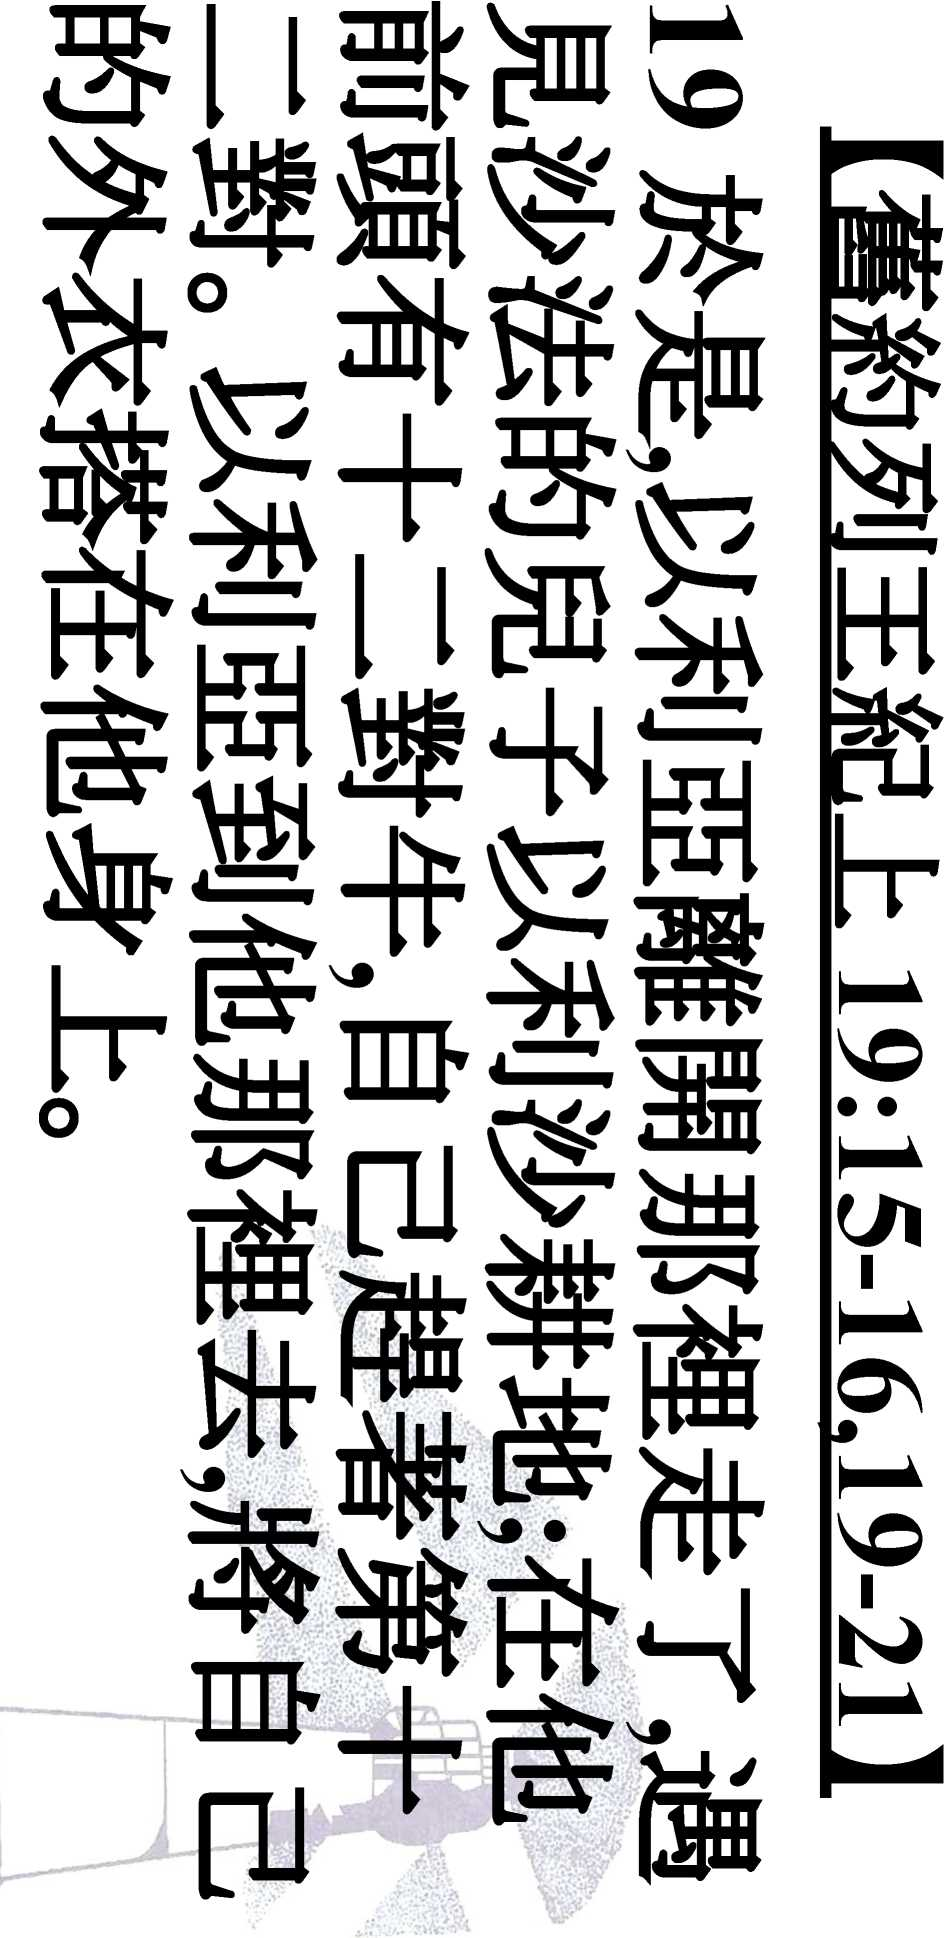 【舊約列王紀上 19:15-16,19-21】
19 於是,以利亞離開那裡走了,遇
見沙法的兒子以利沙耕地;在他
前頭有十二對牛,自己趕著第十
二對。以利亞到他那裡去,將自己
的外衣搭在他身上。